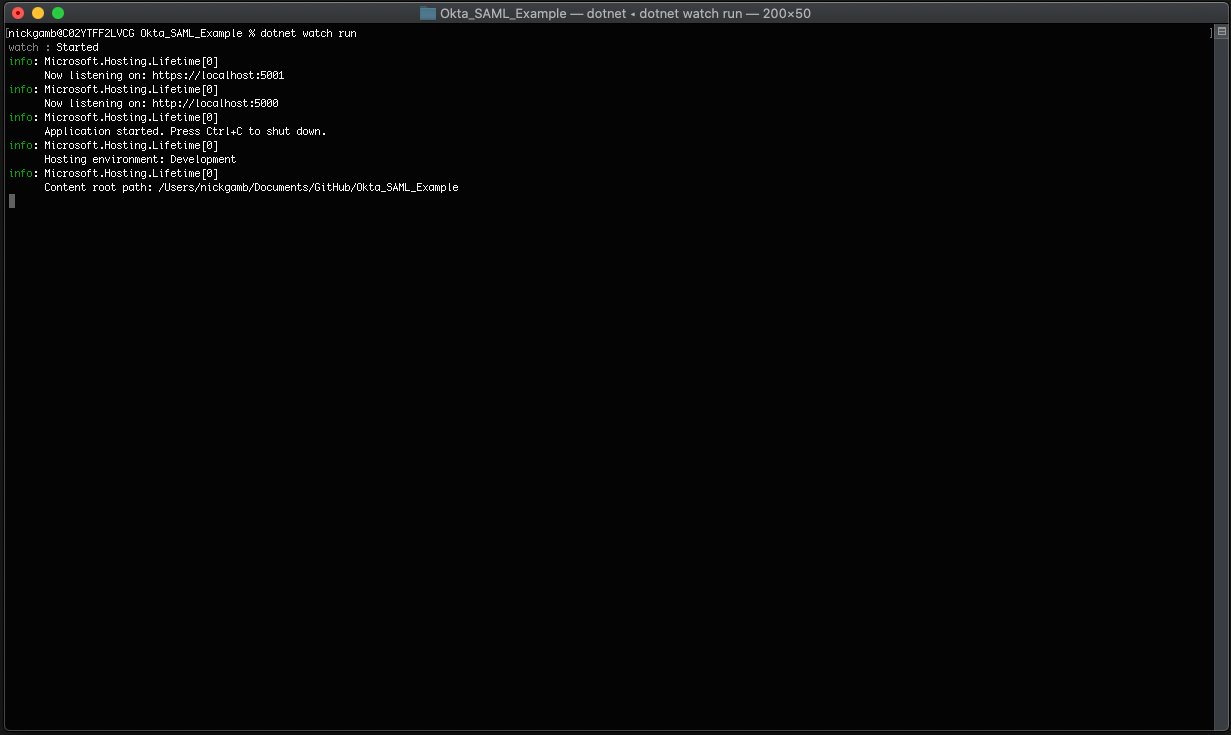 Okta_SAML_Example — dotnet • dotnet watch run — 200×50
[nickgamb@C02YTFF2LVCG Okta_SAML_Example % dotnet watch run ]
watch : Started
info: Microsoft.Hosting.Lifetime[0]
Now listening on: https://localhost:5001
info: Microsoft.Hosting.Lifetime[0]
Now listening on: http://localhost:5000
info: Microsoft.Hosting.Lifetime[0]
Application started. Press Ctrl+C to shut down.
info: Microsoft.Hosting.Lifetime[0]
Hosting environment: Development
info: Microsoft.Hosting.Lifetime[0]
Content root path: /Users/nickgamb/Documents/GitHub/Okta_SAML_Example